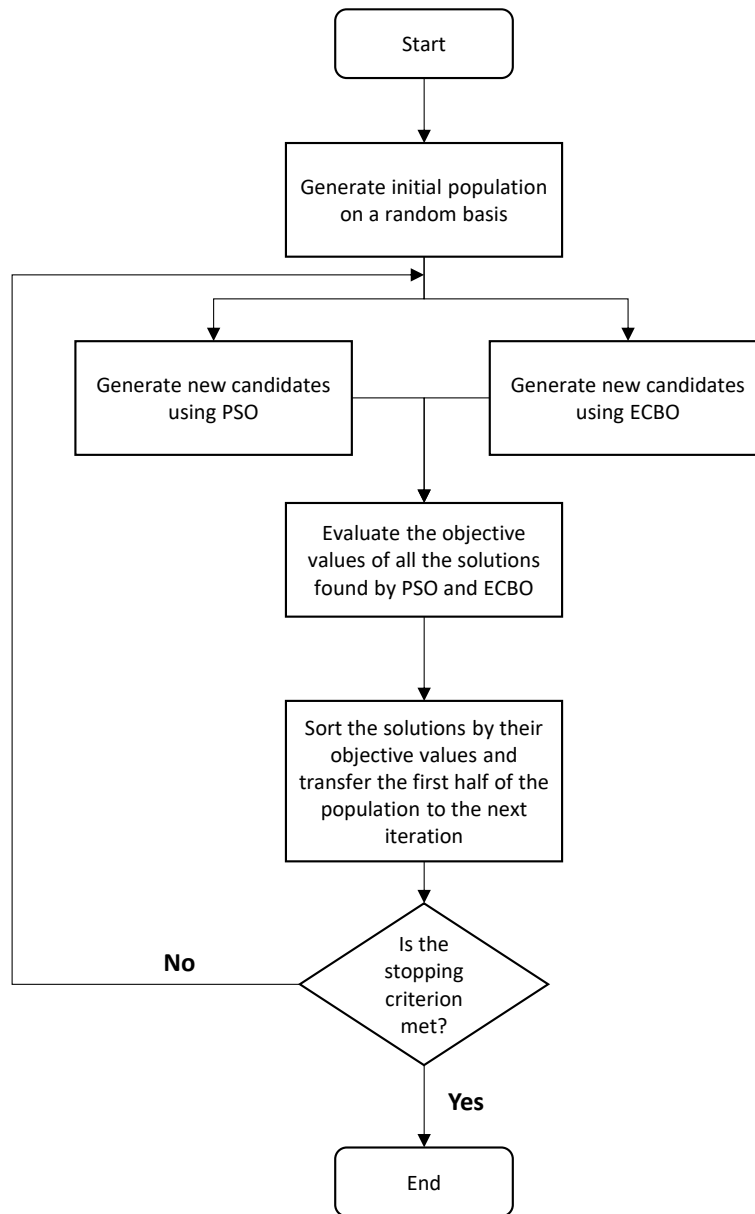 Start
Generate initial population
on a random basis
Generate new candidates
using PSO
Generate new candidates
using ECBO
Evaluate the objective
values of all the solutions
found by PSO and ECBO
Sort the solutions by their
objective values and
transfer the first half of the
population to the next
iteration
Is the
stopping
criterion
met?
No
Yes
End